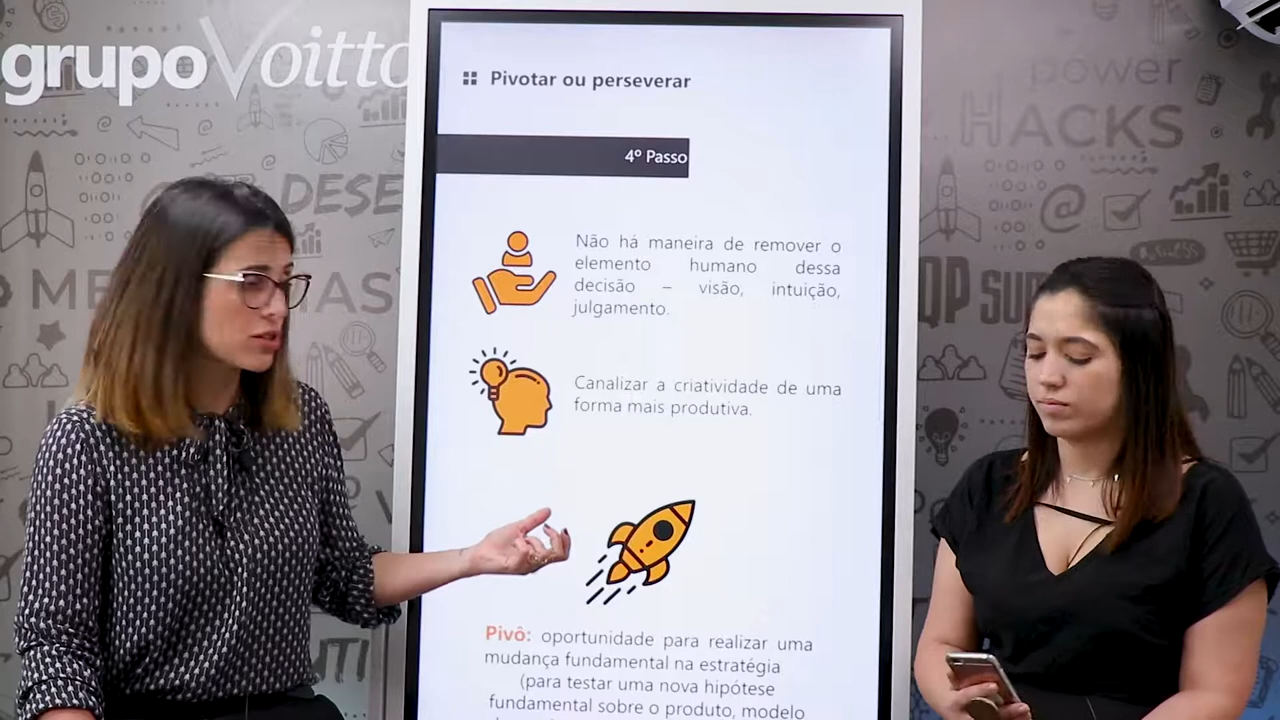 grupo Voitto
power
HACKS
DESE
Pivotar ou perseverar
4º Passo
Não há maneira de remover o
elemento humano dessa
decisão – visão, intuição,
julgamento.
Canalizar a criatividade de uma
forma mais produtiva.
Pivô: oportunidade para realizar uma
mudança fundamental na estratégia
(para testar uma nova hipótese
fundamental sobre o produto, modelo